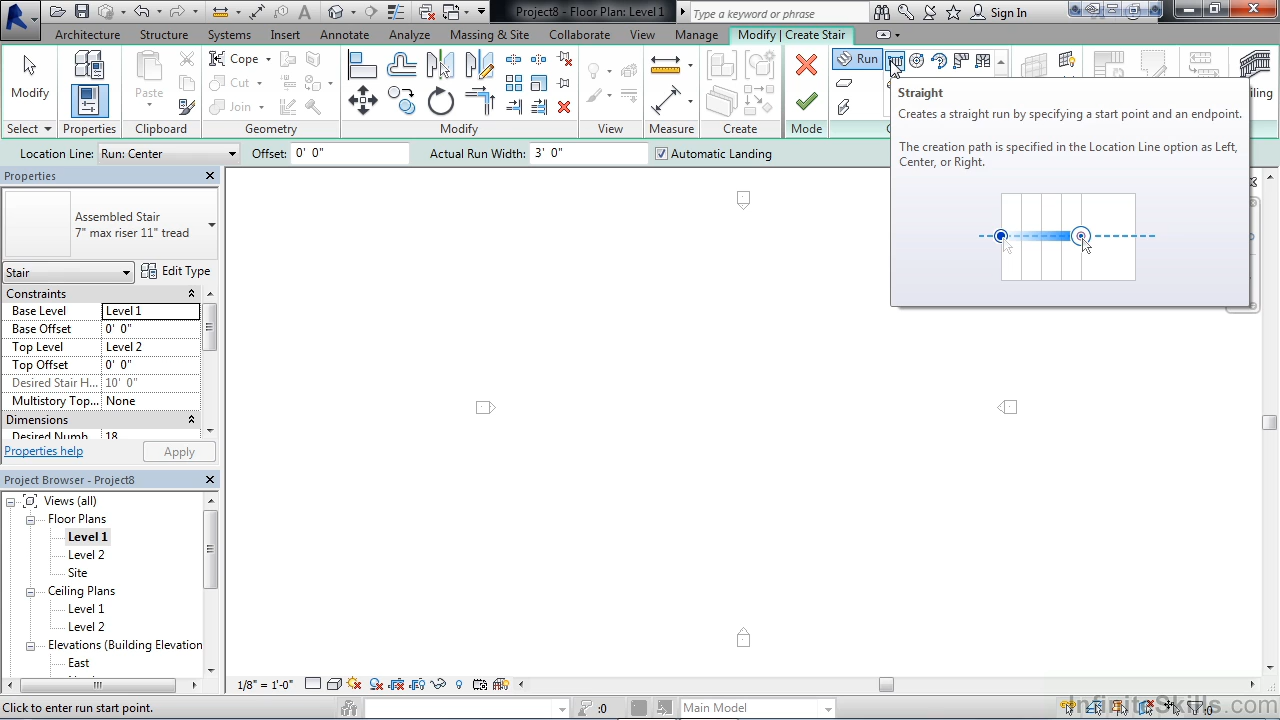 Project8 - Floor Plan: Level 1
Type a keyword or phrase
Sign In
Architecture Structure Systems Insert Annotate Analyze Massing & Site Collaborate View Manage Modify | Create Stair
Modify
Paste
Cope
Cut
Join
Run
Select Properties Clipboard Geometry Modify View Measure Create Mode
Straight
Creates a straight run by specifying a start point and an endpoint.
The creation path is specified in the Location Line option as Left,
Center, or Right.
Location Line: Run: Center Offset: 0' 0" Actual Run Width: 3' 0" Automatic Landing
Properties
Assembled Stair
7" max riser 11" tread
Stair Edit Type
Constraints
Base Level Level 1
Base Offset 0' 0"
Top Level Level 2
Top Offset 0' 0"
Desired Stair H... 10' 0"
Multistory Top... None
Dimensions
Desired Numb 18
Properties help Apply
Project Browser - Project8
Views (all)
Floor Plans
Level 1
Level 2
Site
Ceiling Plans
Level 1
Level 2
Elevations (Building Elevation
East
1/8" = 1'-0"
Click to enter run start point. :0 Main Model
InfiniteSkills.com